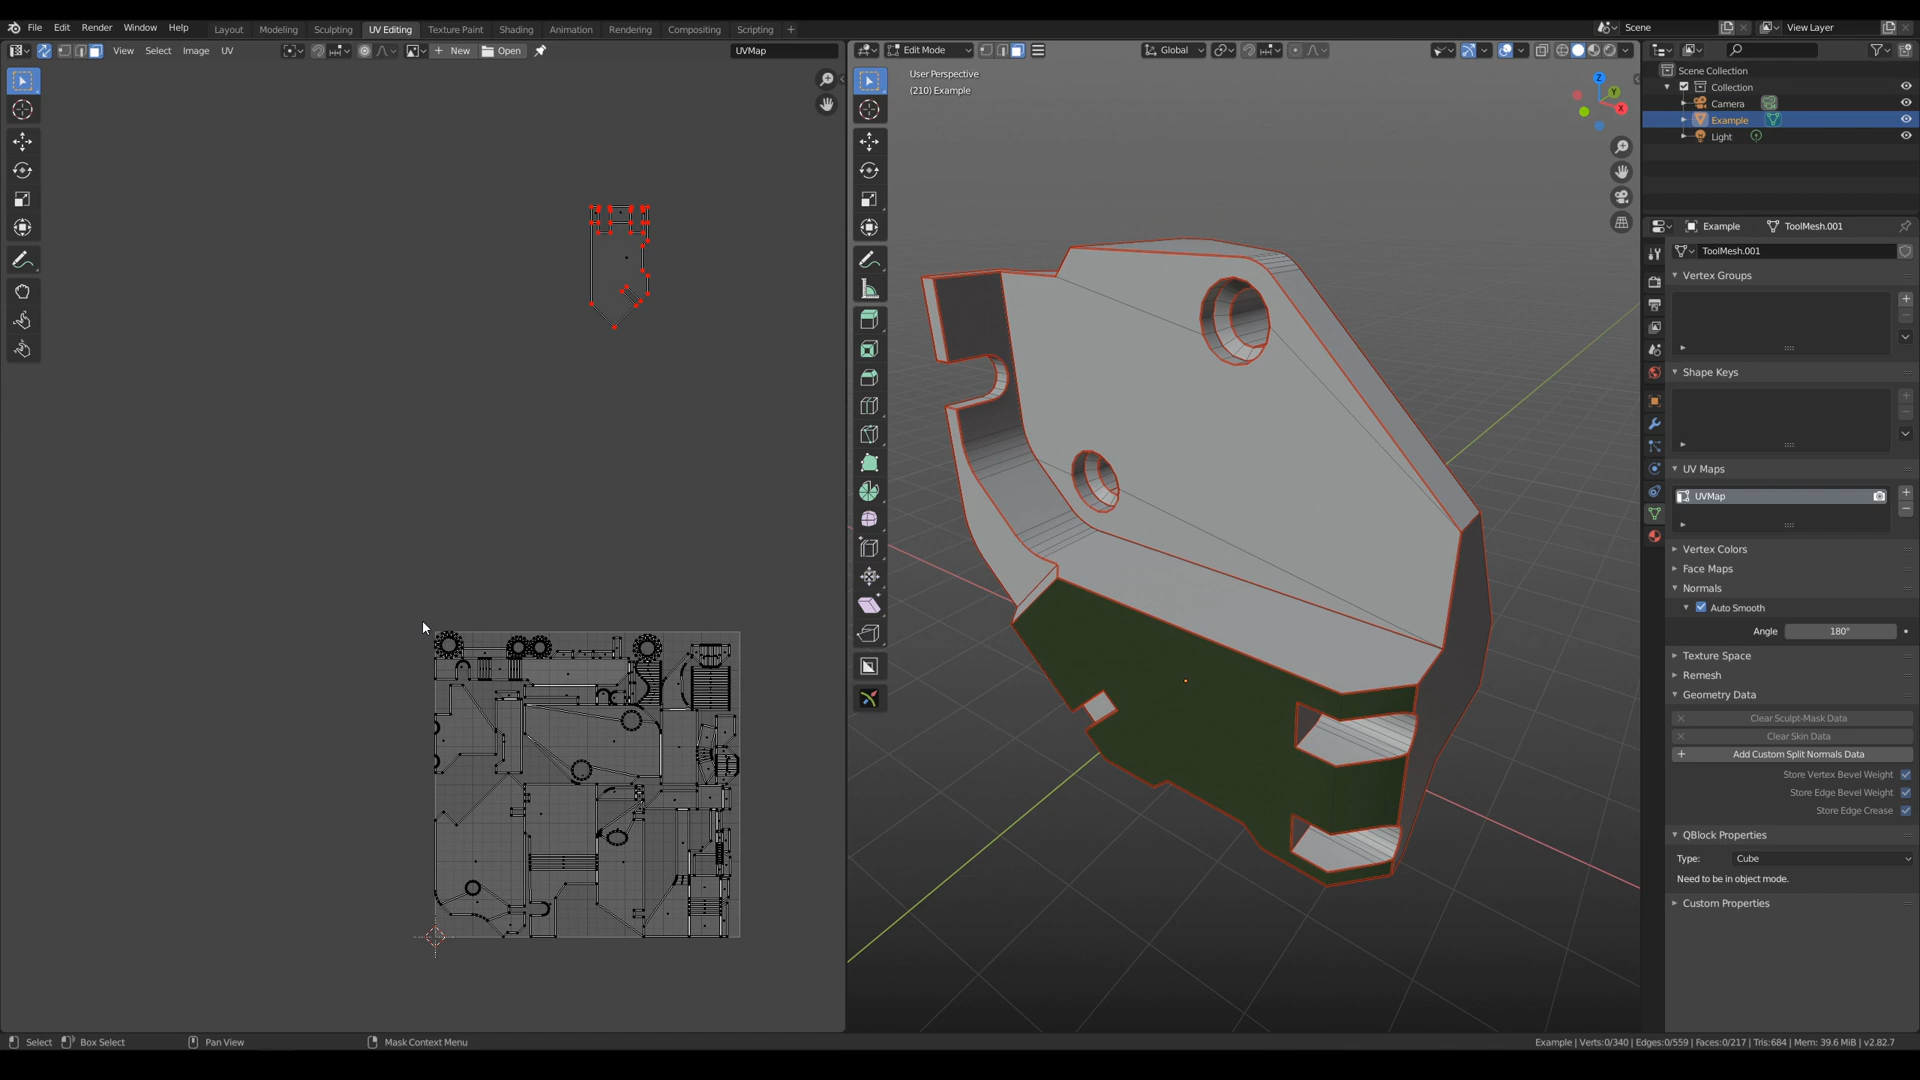 File Edit Render Window Help Layout Modeling Sculpting UV Editing Texture Paint Shading Animation Rendering Compositing Scripting + Scene View Layer
View Select Image UV New Open UVMap Edit Mode Global
User Perspective
(210) Example
Z
Y
X
Scene Collection
Collection
Camera
Example
Light
Example ToolMesh.001
ToolMesh.001
Vertex Groups
Shape Keys
UV Maps
UVMap
Vertex Colors
Face Maps
Normals
Auto Smooth
Angle 180°
Texture Space
Remesh
Geometry Data
Clear Sculpt-Mask Data
Clear Skin Data
Add Custom Split Normals Data
Store Vertex Bevel Weight
Store Edge Bevel Weight
Store Edge Crease
QBlock Properties
Type: Cube
Need to be in object mode.
Custom Properties
Select Box Select Pan View Mask Context Menu Example | Verts:0/340 | Edges:0/559 | Faces:0/217 | Tris:684 | Mem: 39.6 MiB | v2.82.7